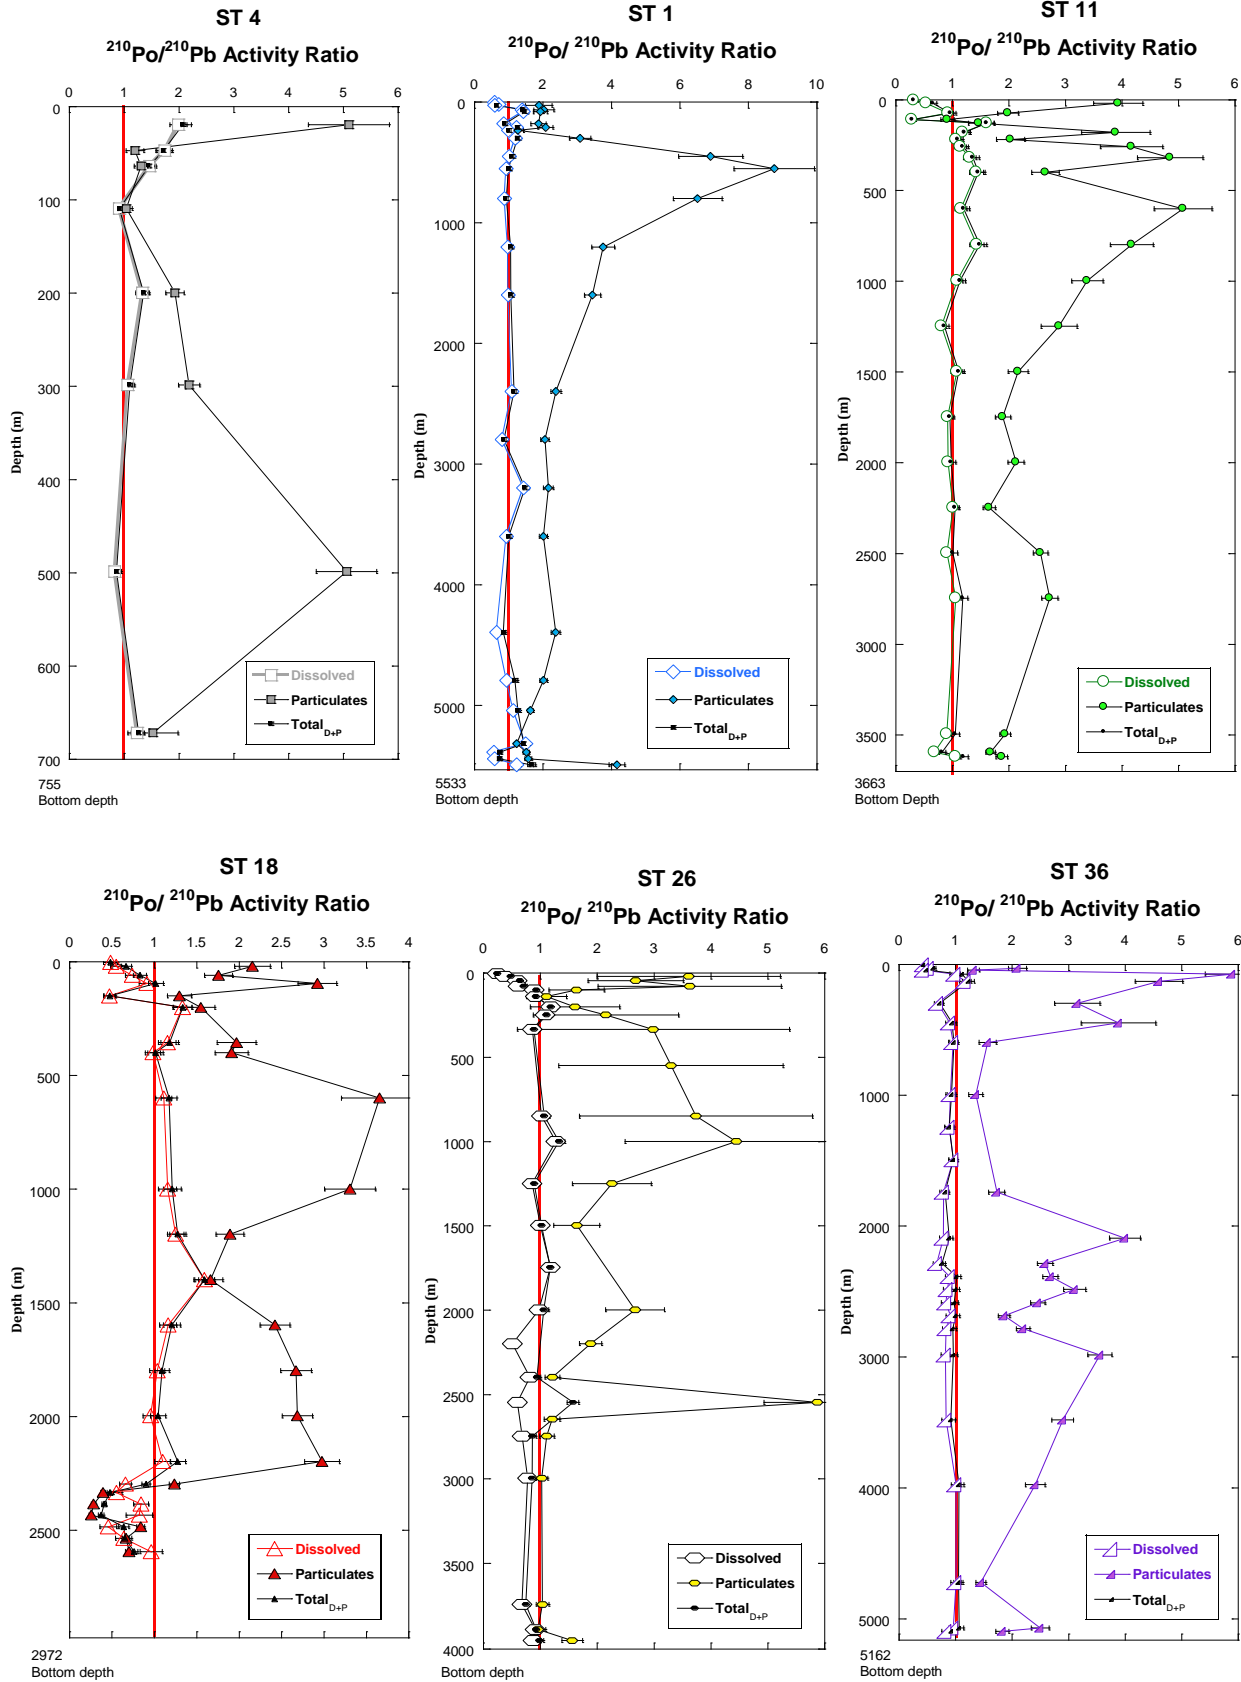 ST 4
210Po/210Pb Activity Ratio
0 1 2 3 4 5 6
0
100
200
300
400
500
600
700
Depth (m)
Dissolved
Particulates
Total D+P
755
Bottom depth
ST 1
210Po/ 210Pb Activity Ratio
0 2 4 6 8 10
0
1000
2000
3000
4000
5000
Depth (m)
Dissolved
Particulates
Total D+P
5533
Bottom depth
ST 11
210Po/ 210Pb Activity Ratio
0 1 2 3 4 5 6
0
500
1000
1500
2000
2500
3000
3500
Depth (m)
Dissolved
Particulates
Total D+P
3663
Bottom Depth
ST 18
210Po/ 210Pb Activity Ratio
0 0.5 1 1.5 2 2.5 3 3.5 4
0
500
1000
1500
2000
2500
Depth (m)
Dissolved
Particulates
Total D+P
2972
Bottom depth
ST 26
210Po/ 210Pb Activity Ratio
0 1 2 3 4 5 6
0
500
1000
1500
2000
2500
3000
3500
4000
Depth (m)
Dissolved
Particulates
Total D+P
ST 36
210Po/ 210Pb Activity Ratio
0 1 2 3 4 5 6
0
1000
2000
3000
4000
5000
Depth (m)
Dissolved
Particulates
Total D+P
5162
Bottom depth